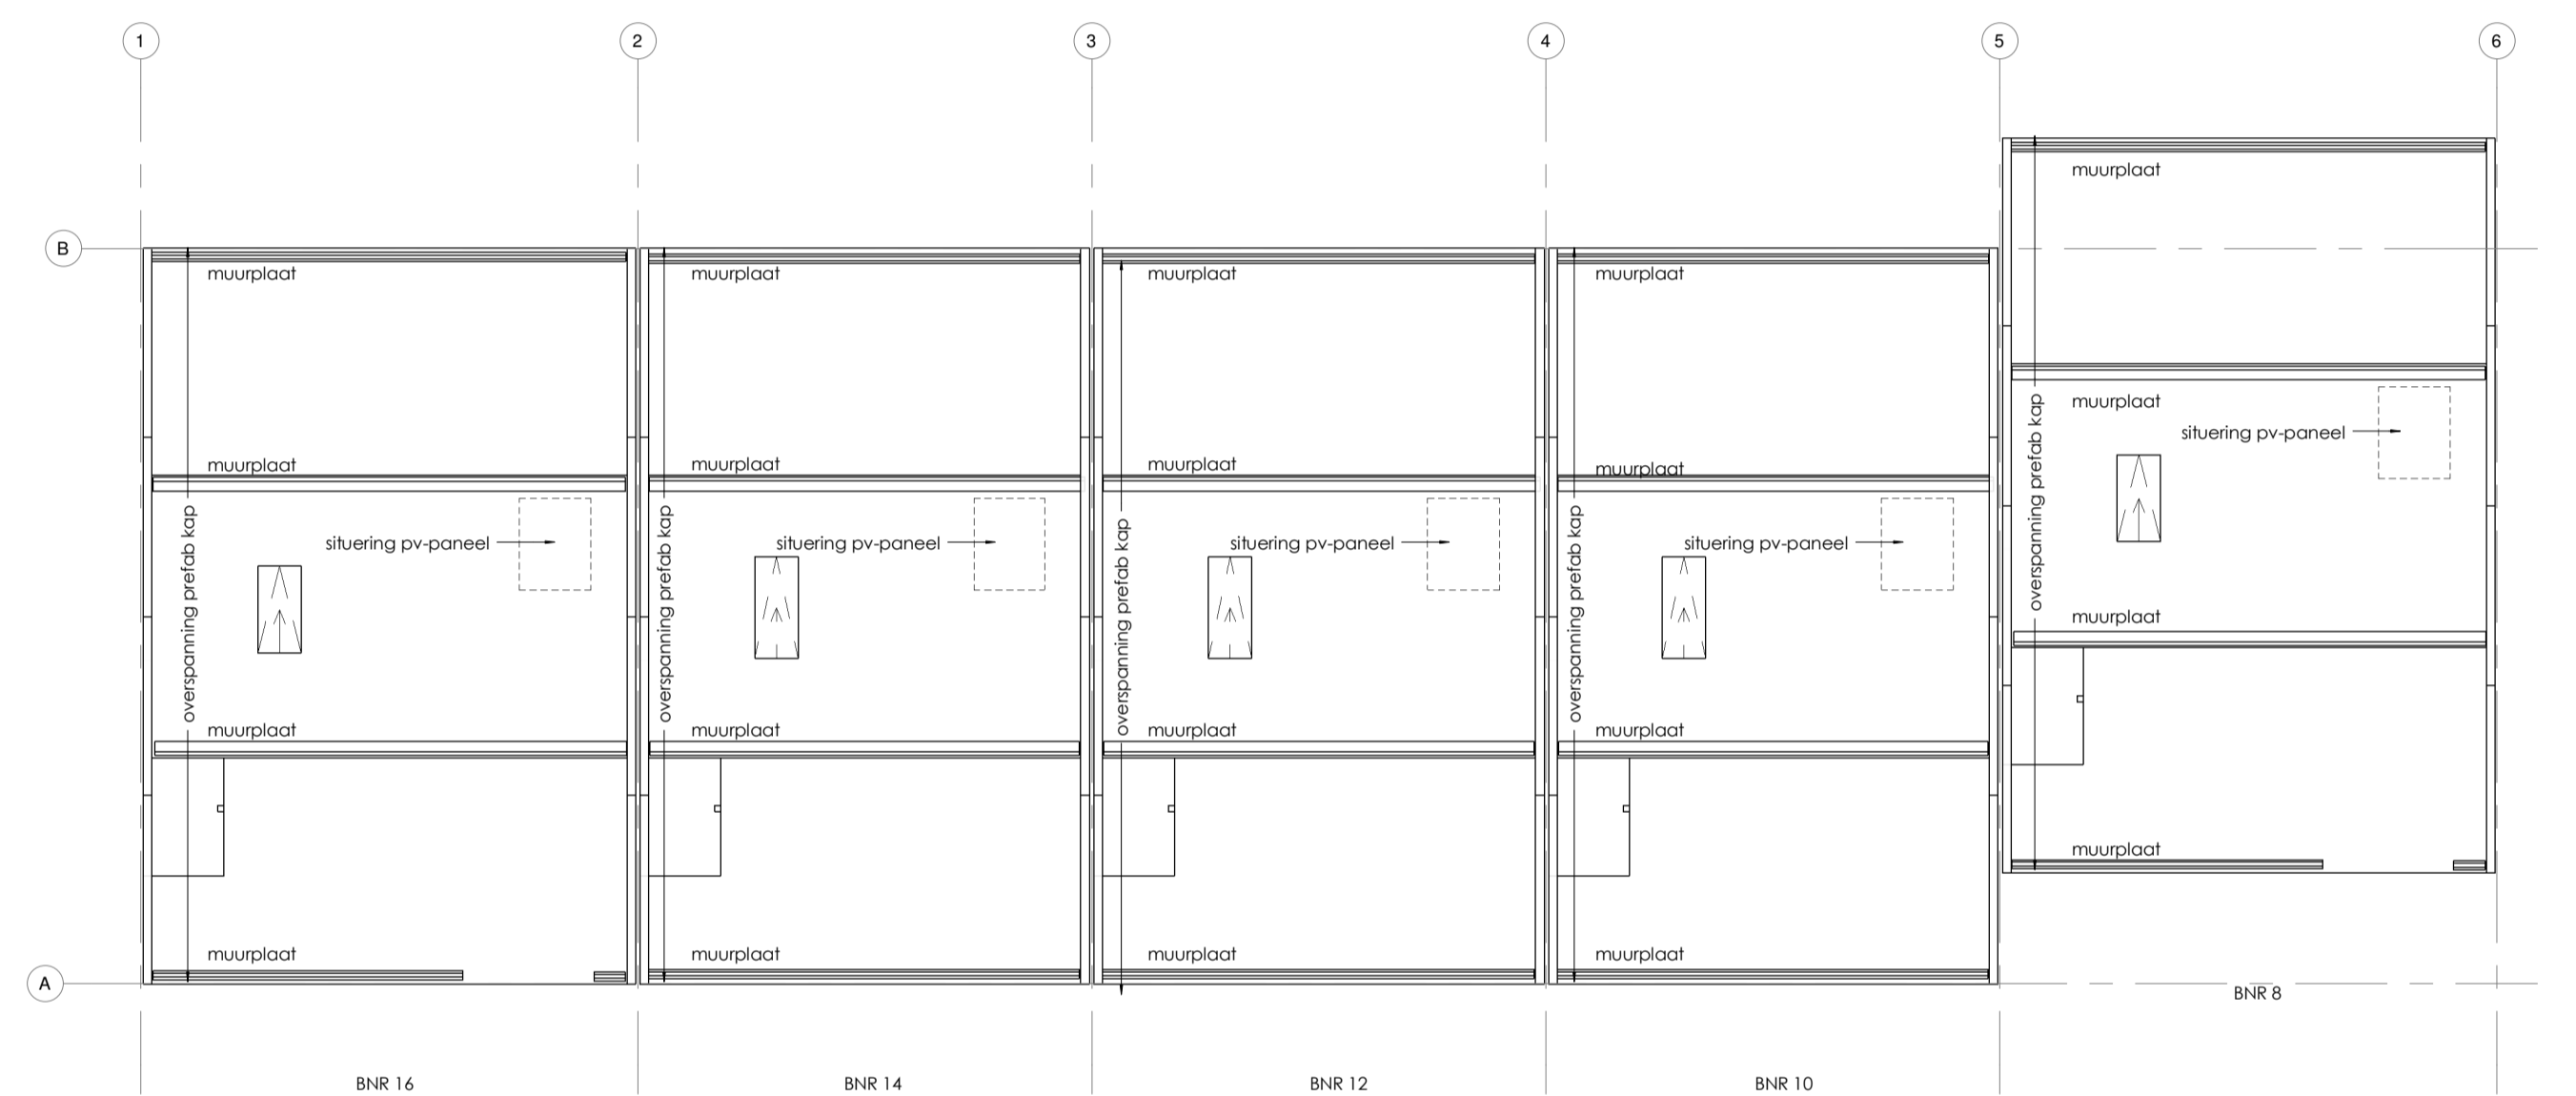 1
2
3
4
5
6
B
A
muurplaat
muurplaat
situering pv-paneel
overspanning prefab kap
muurplaat
muurplaat
BNR 16
muurplaat
muurplaat
situering pv-paneel
overspanning prefab kap
muurplaat
muurplaat
BNR 14
muurplaat
muurplaat
situering pv-paneel
overspanning prefab kap
muurplaat
muurplaat
BNR 12
muurplaat
muurplaat
situering pv-paneel
overspanning prefab kap
muurplaat
muurplaat
BNR 10
muurplaat
muurplaat
situering pv-paneel
overspanning prefab kap
muurplaat
muurplaat
BNR 8